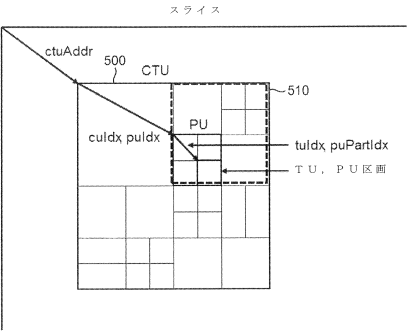 スライス
ctuAddr
500
CTU
510
PU
cuIdx, puIdx
tuIdx, puPartIdx
TU，PU区画